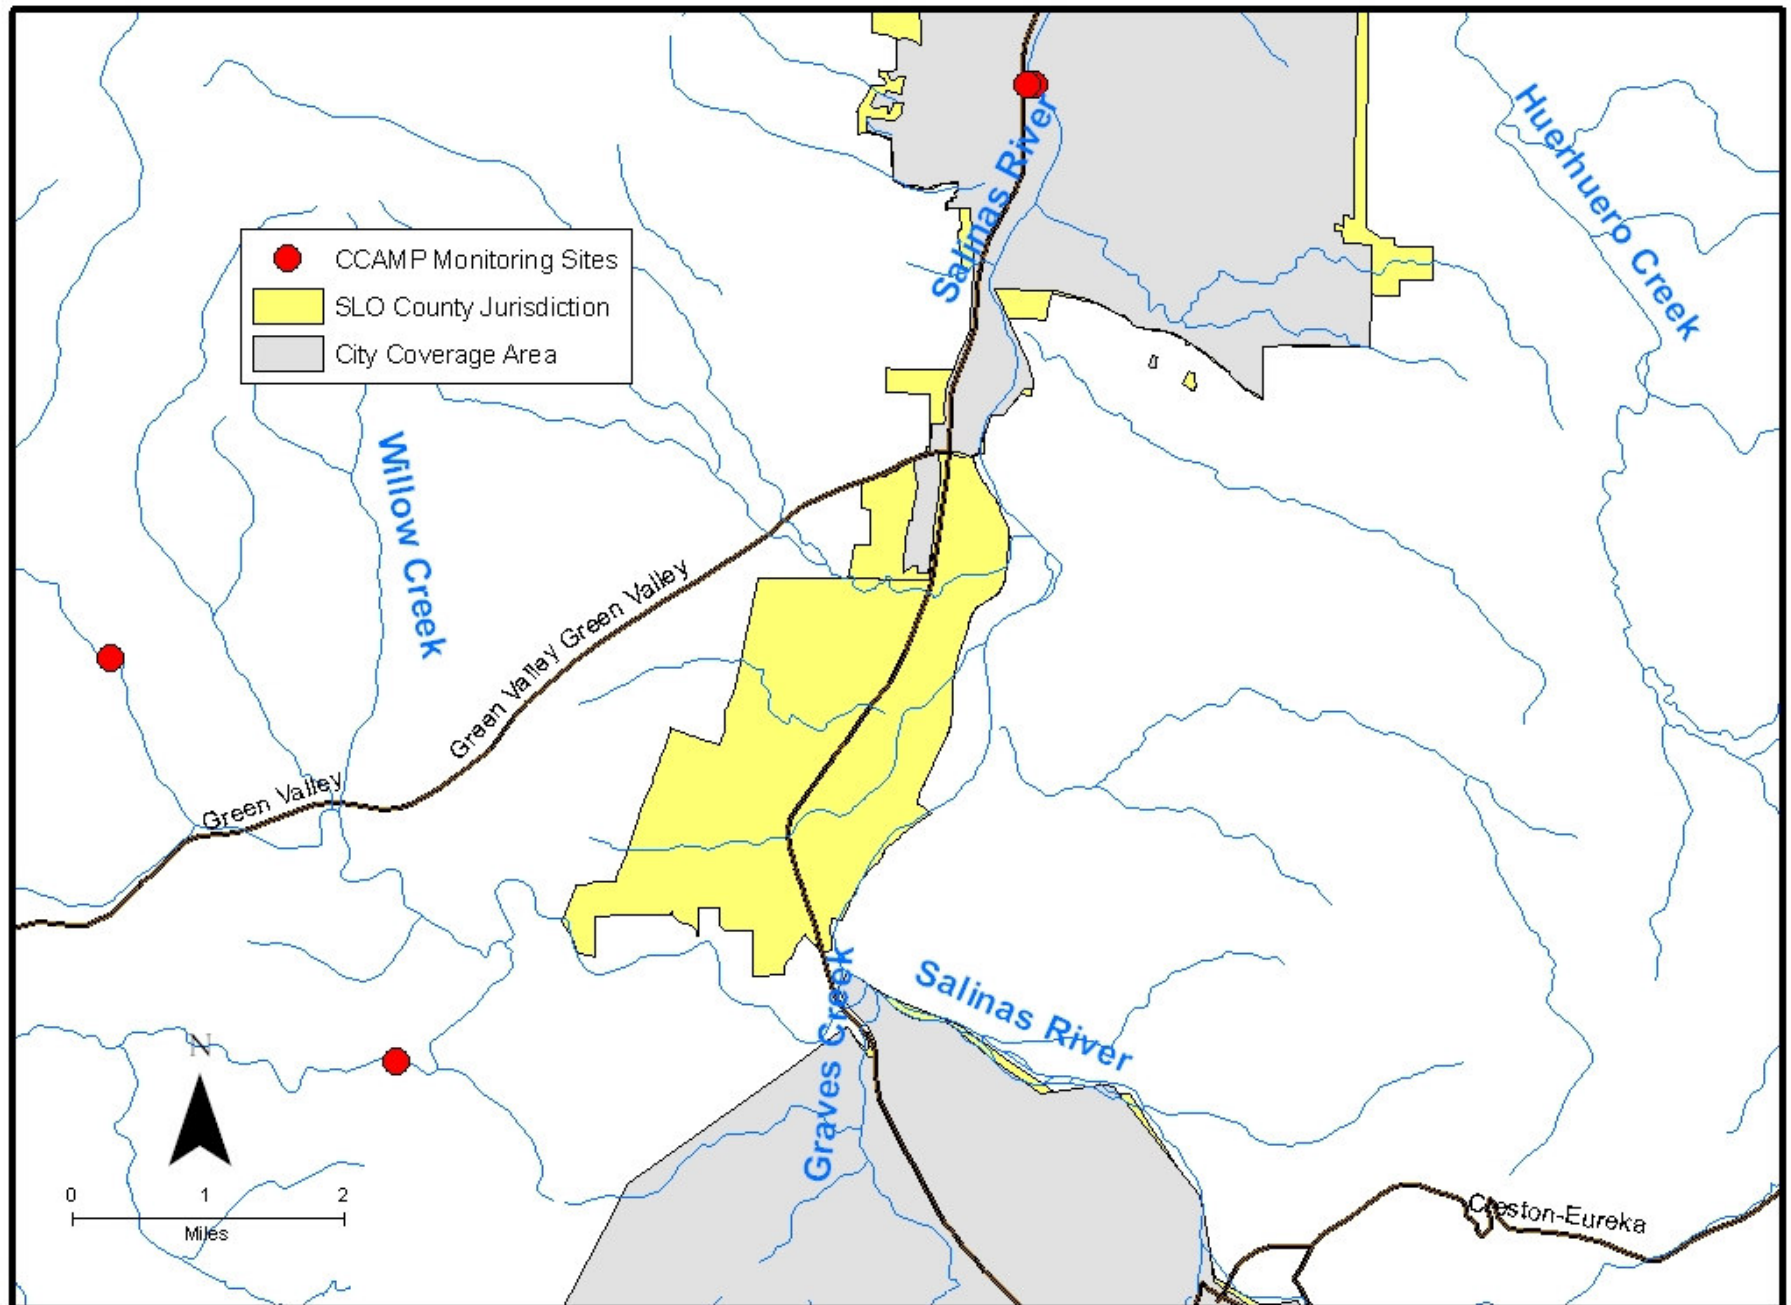 Salinas River
Huerhuero Creek
CCAMP Monitoring Sites
SLO County Jurisdiction
City Coverage Area
Willow Creek
Green Valley Green Valley
Green Valley
Graves Creek
Salinas River
N
0 1 2
Miles
Creston-Eureka